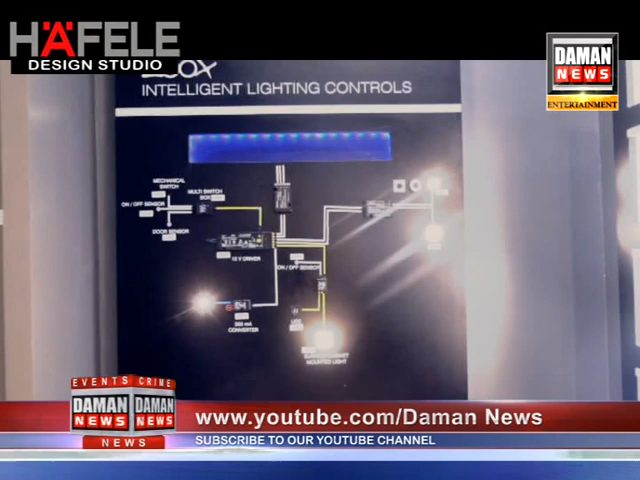 HÄFELE
DESIGN STUDIO
DAMAN
NEWS
ENTERTAINMENT
INTELLIGENT LIGHTING CONTROLS
MECHANICAL
SWITCH
MULTI SWITCH
BOX
ON / OFF SENSOR
DOOR SENSOR
12 V DRIVER
ON / OFF SENSOR
350 mA
CONVERTER
MOUNTED LIGHT
EVENTS CRIME
DAMAN DAMAN
NEWS NEWS
NEWS
www.youtube.com/Daman News
SUBSCRIBE TO OUR YOUTUBE CHANNEL